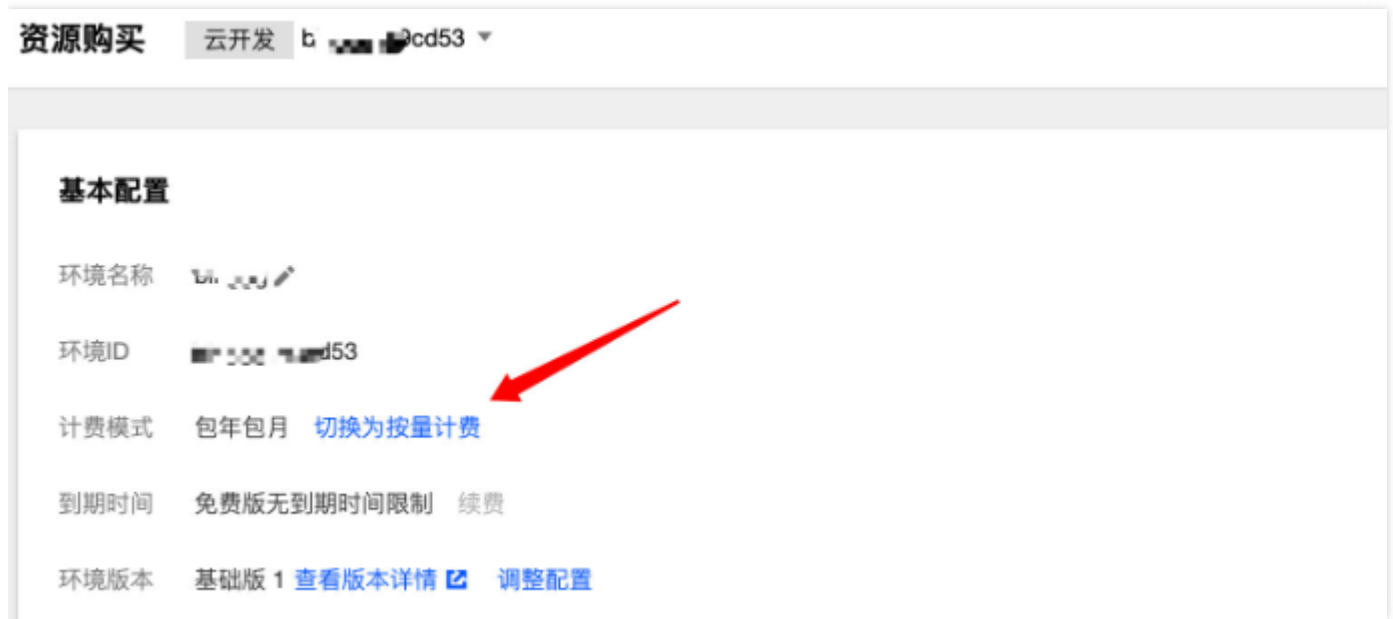 资源购买 云开发 cd53
基本配置
环境名称
环境ID d53
计费模式 包年包月 切换为按量计费
到期时间 免费版无到期时间限制 续费
环境版本 基础版 1 查看版本详情 调整配置